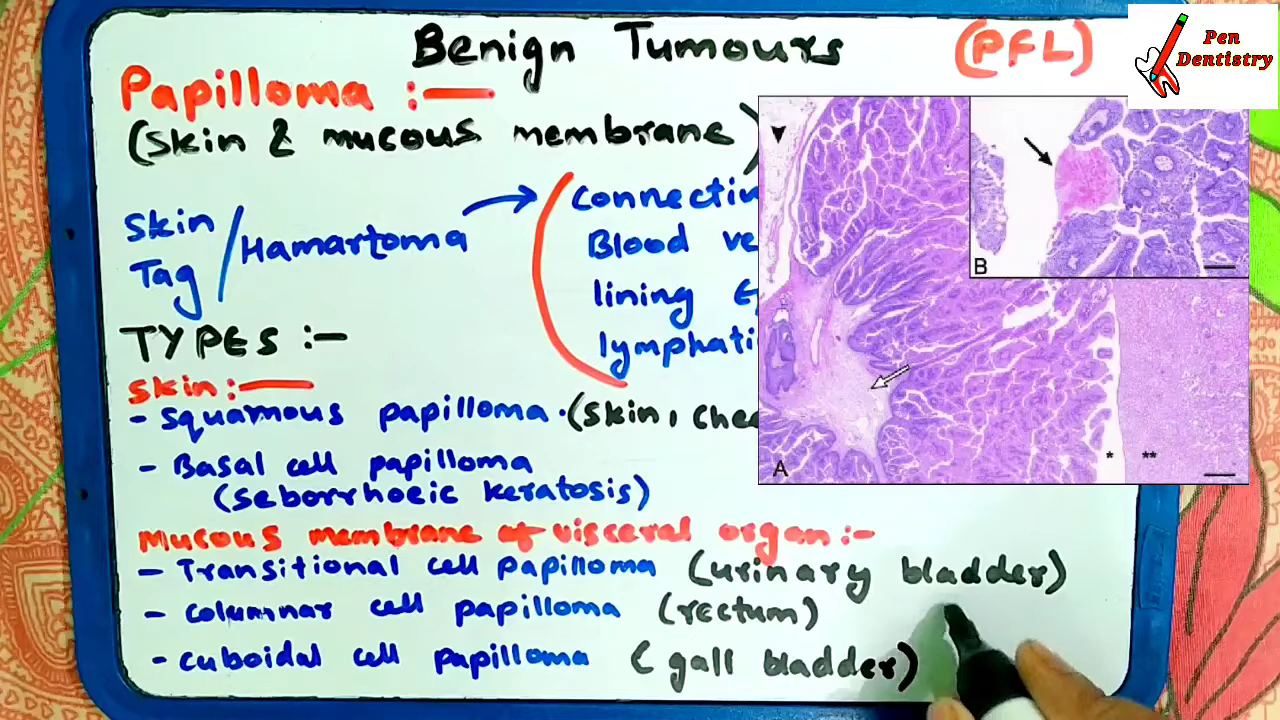 Benign Tumours (PFL)
Pen
Dentistry
Papilloma :—
(Skin & mucous membrane)
Skin
Tag / Hamartoma → (Connectin
Blood ve
lining
lymphati
TYPES :—
Skin :—
- Squamous papilloma. (Skin, chee
- Basal cell papilloma
(Seborrhoeic keratosis)
Mucous membrane of visceral organ :-
- Transitional cell papilloma (urinary bladder)
- columnar cell papilloma (rectum)
- cuboidal cell papilloma (gall bladder)
A
B
*
**